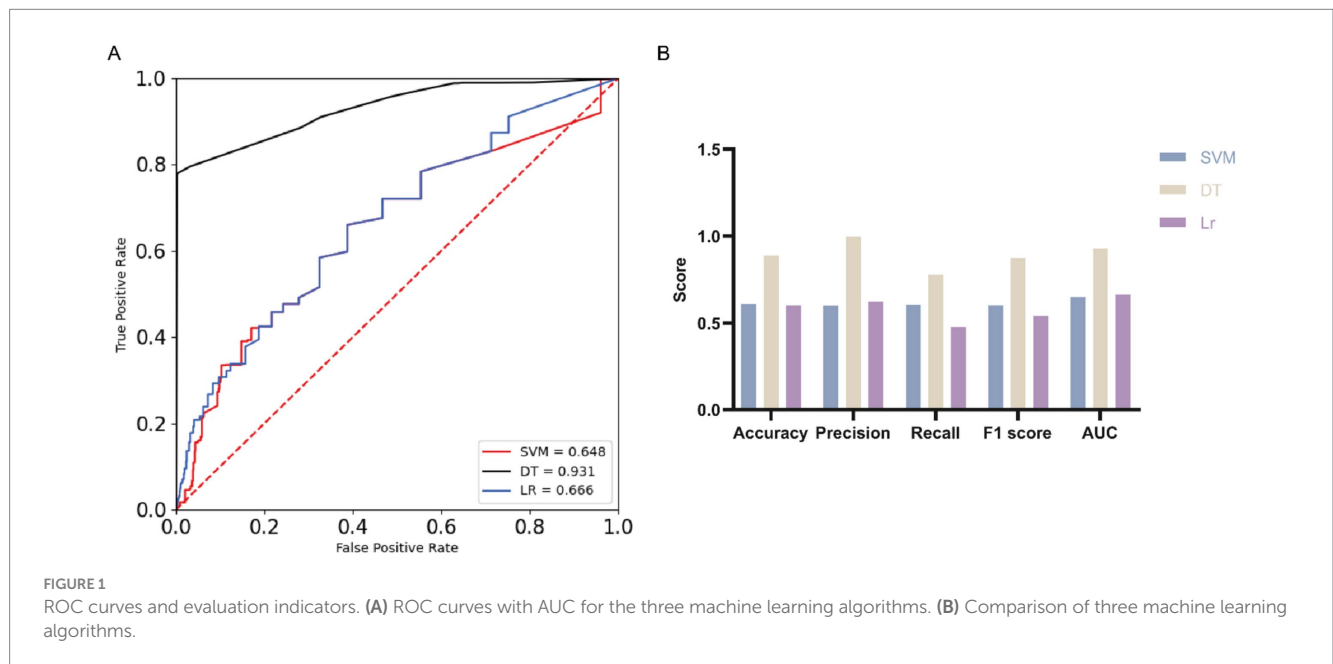 A
1.0
0.8
0.6
0.4
0.2
0.0
True Positive Rate
0.0 0.2 0.4 0.6 0.8 1.0
False Positive Rate
SVM = 0.648
DT = 0.931
LR = 0.666
B
1.5
1.0
0.5
0.0
Score
Accuracy Precision Recall F1 score AUC
SVM
DT
Lr
FIGURE 1
ROC curves and evaluation indicators. (A) ROC curves with AUC for the three machine learning algorithms. (B) Comparison of three machine learning
algorithms.